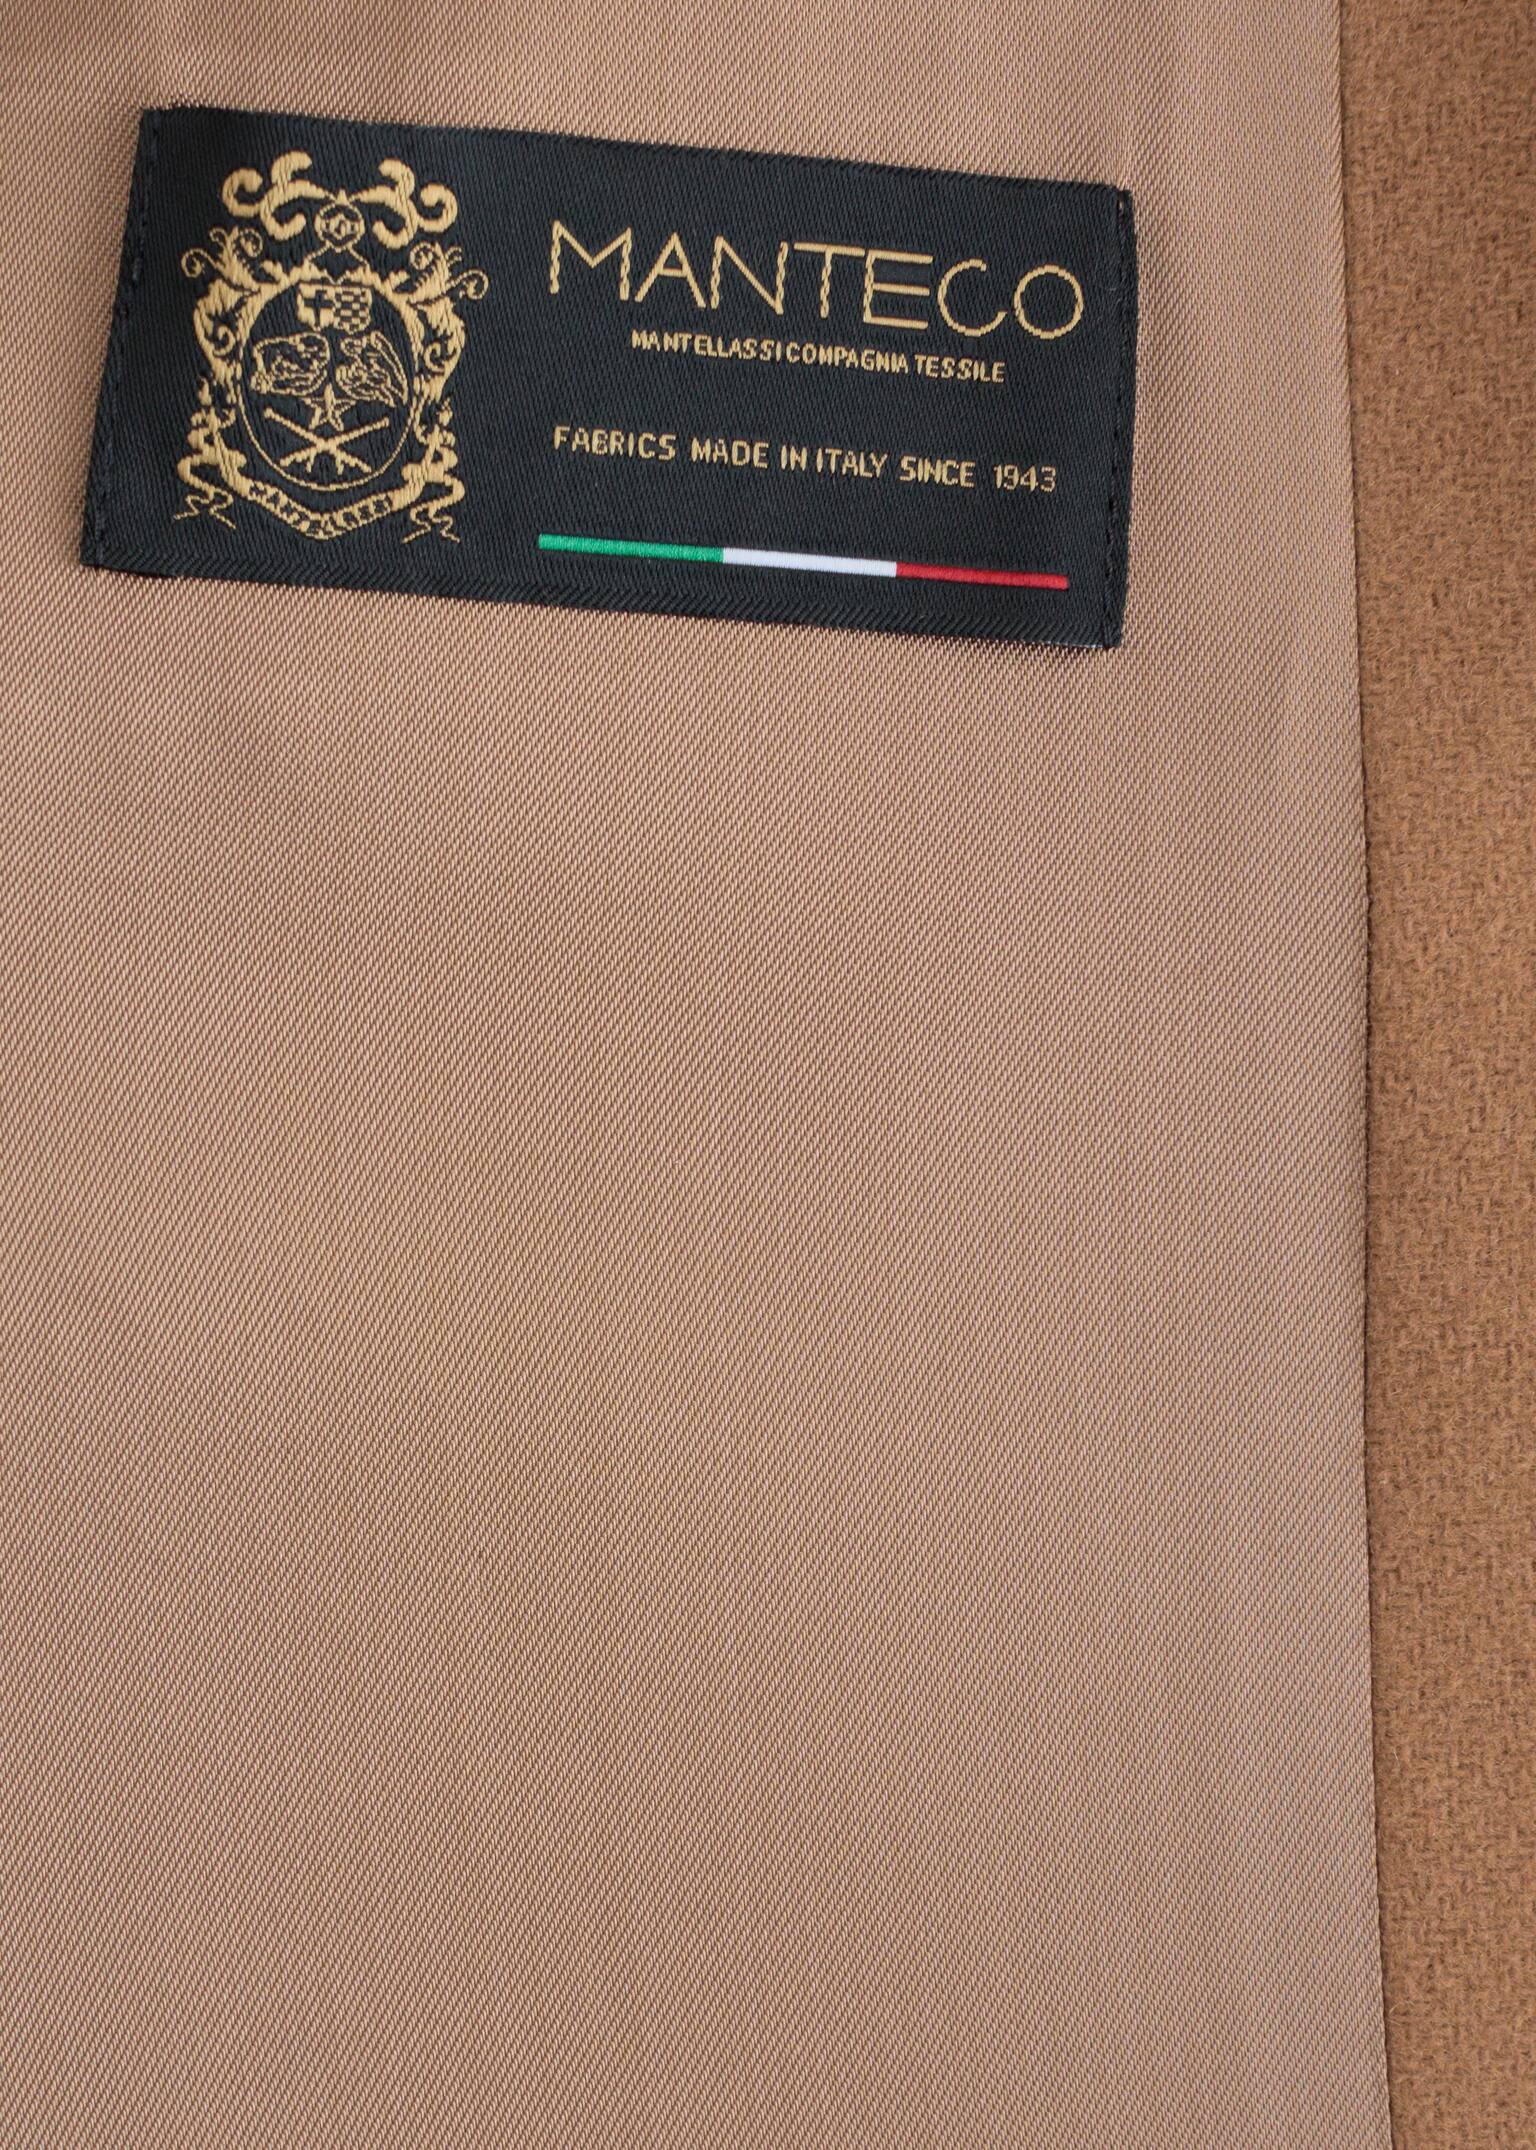 MANTECO
MANTELLASSI COMPAGNIA TESSILE
FABRICS MADE IN ITALY SINCE 1943